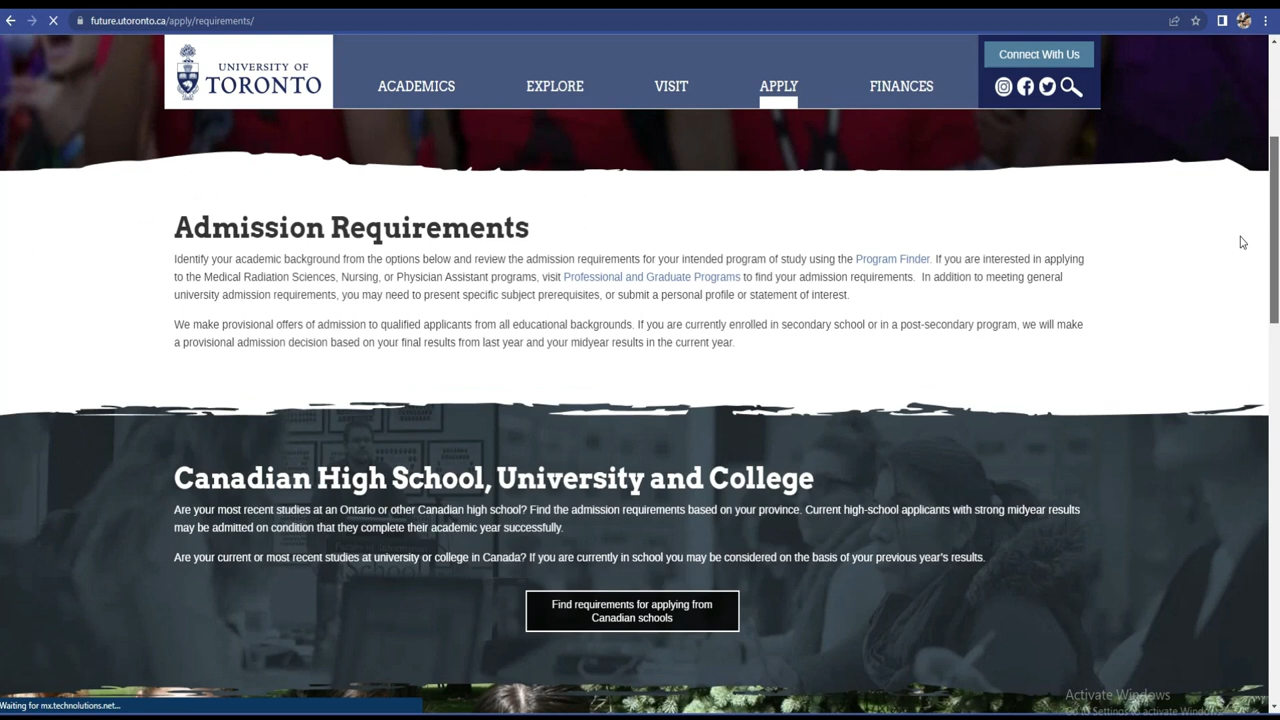 future.utoronto.ca/apply/requirements/
Connect With Us
UNIVERSITY OF
TORONTO
ACADEMICS
EXPLORE
VISIT
APPLY
FINANCES
Admission Requirements
Identify your academic background from the options below and review the admission requirements for your intended program of study using the Program Finder. If you are interested in applying
to the Medical Radiation Sciences, Nursing, or Physician Assistant programs, visit Professional and Graduate Programs to find your admission requirements. In addition to meeting general
university admission requirements, you may need to present specific subject prerequisites, or submit a personal profile or statement of interest.
We make provisional offers of admission to qualified applicants from all educational backgrounds. If you are currently enrolled in secondary school or in a post-secondary program, we will make
a provisional admission decision based on your final results from last year and your midyear results in the current year.
Canadian High School, University and College
Are your most recent studies at an Ontario or other Canadian high school? Find the admission requirements based on your province. Current high-school applicants with strong midyear results
may be admitted on condition that they complete their academic year successfully.
Are your current or most recent studies at university or college in Canada? If you are currently in school you may be considered on the basis of your previous year's results.
Find requirements for applying from
Canadian schools
Activate Windows
Go to Settings to activate Windows
Waiting for mx.technolutions.net...